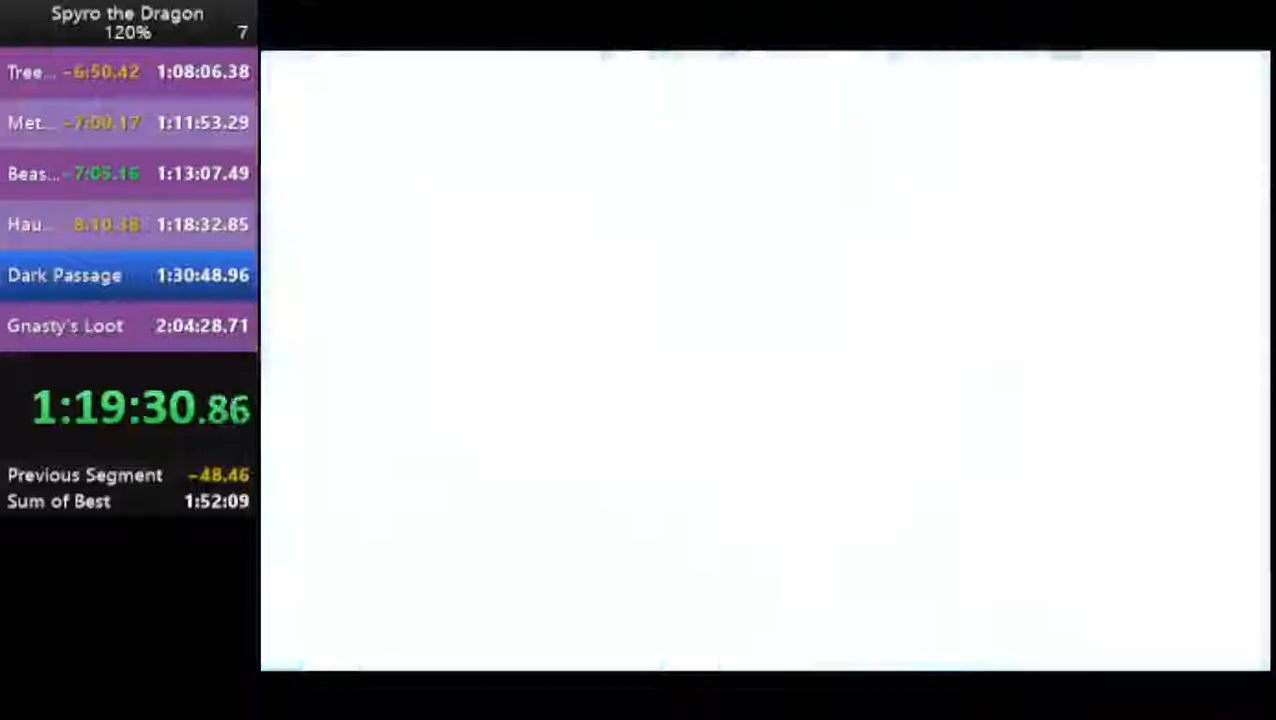 Spyro the Dragon
120% 7
Tree... -6:50.42 1:08:06.38
Met... -7:00.17 1:11:53.29
Beas... -7:05.16 1:13:07.49
Hau... -8:10.38 1:18:32.85
Dark Passage 1:30:48.96
Gnasty's Loot 2:04:28.71
1:19:30.86
Previous Segment -48.46
Sum of Best 1:52:09